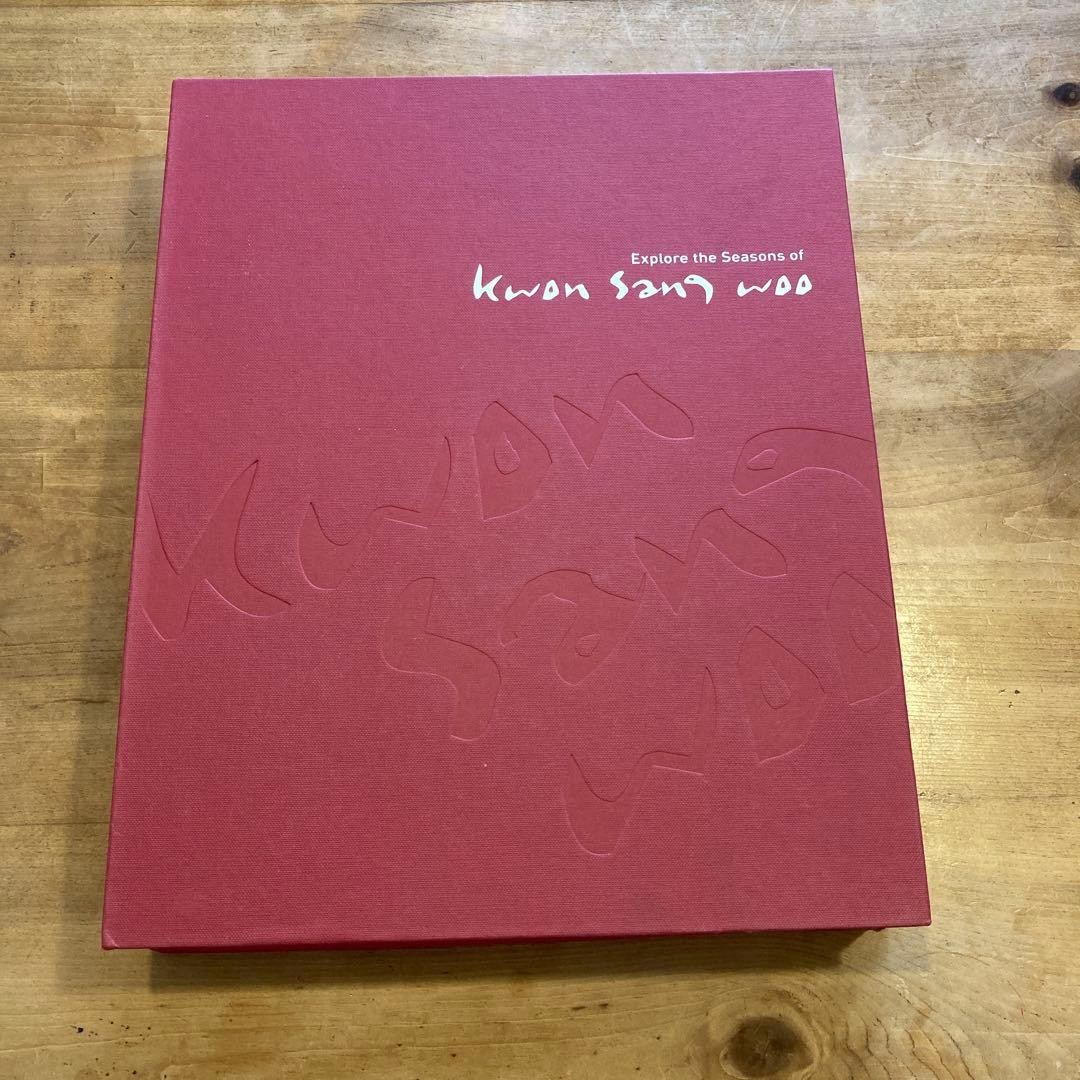 Explore the Seasons of
Kwon Sang Woo
Kwon
Sang
Woo